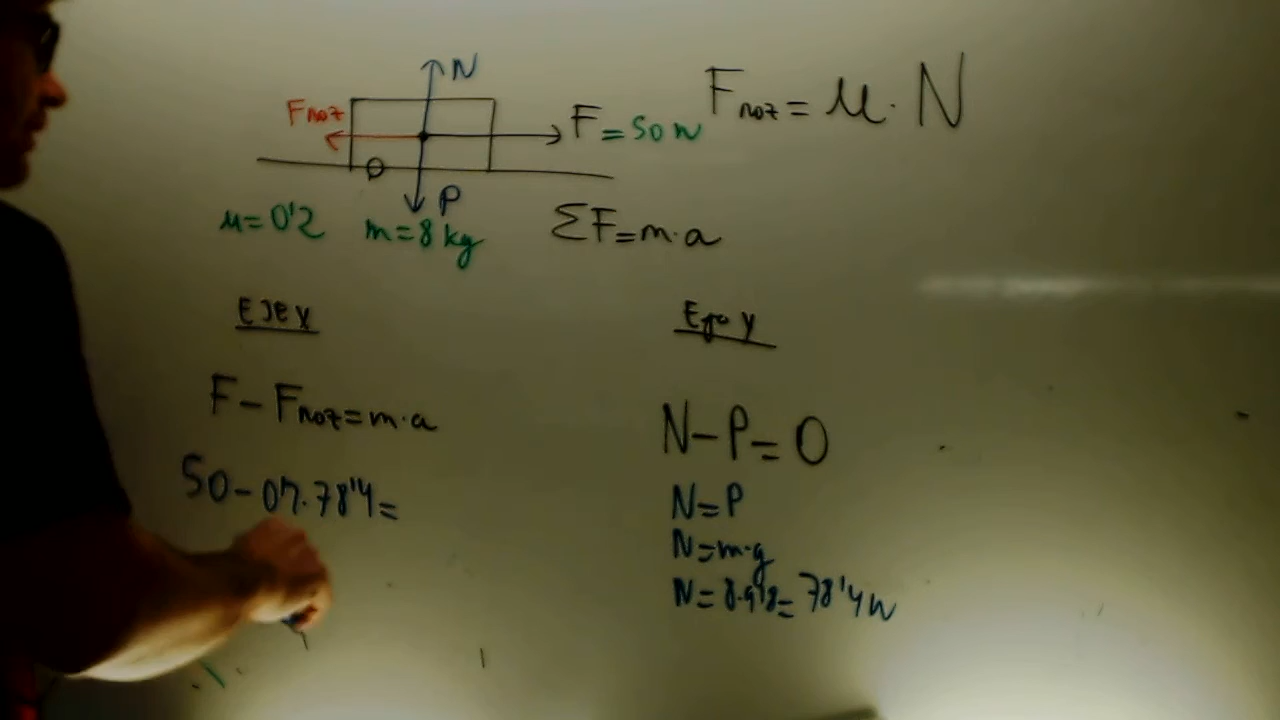 N
Froz
F = 50 N
Froz = μ · N
P
μ = 0'2
m = 8 kg
ΣF = m · a
Eje x
Eje y
F - Froz = m · a
N - P = 0
50 - 0'2 · 78'4 =
N = P
N = m · g
N = 8 · 9'8 = 78'4 N